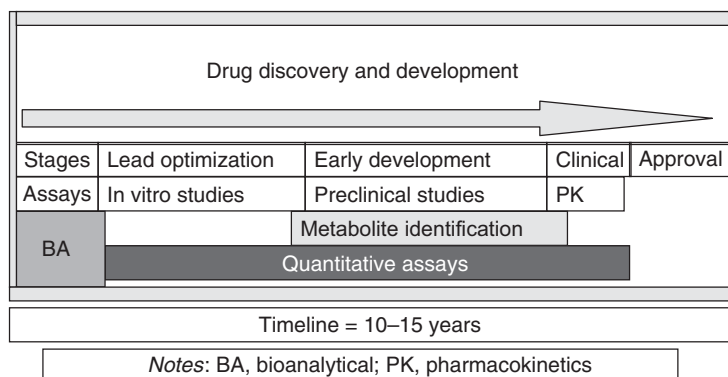 Drug discovery and development
Stages Lead optimization Early development Clinical Approval
Assays In vitro studies Preclinical studies PK
Metabolite identification
BA
Quantitative assays
Timeline = 10–15 years
Notes: BA, bioanalytical; PK, pharmacokinetics